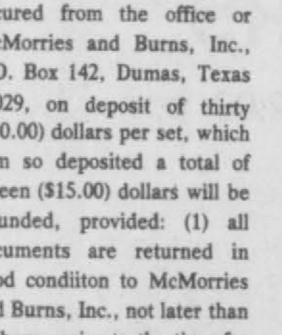 cured from the office or
cMorries and Burns, Inc.,
O. Box 142, Dumas, Texas
029, on deposit of thirty
0.00) dollars per set, which
m so deposited a total of
een ($15.00) dollars will be
unded, provided: (1) all
cuments are returned in
od condiiton to McMorries
d Burns, Inc., not later than